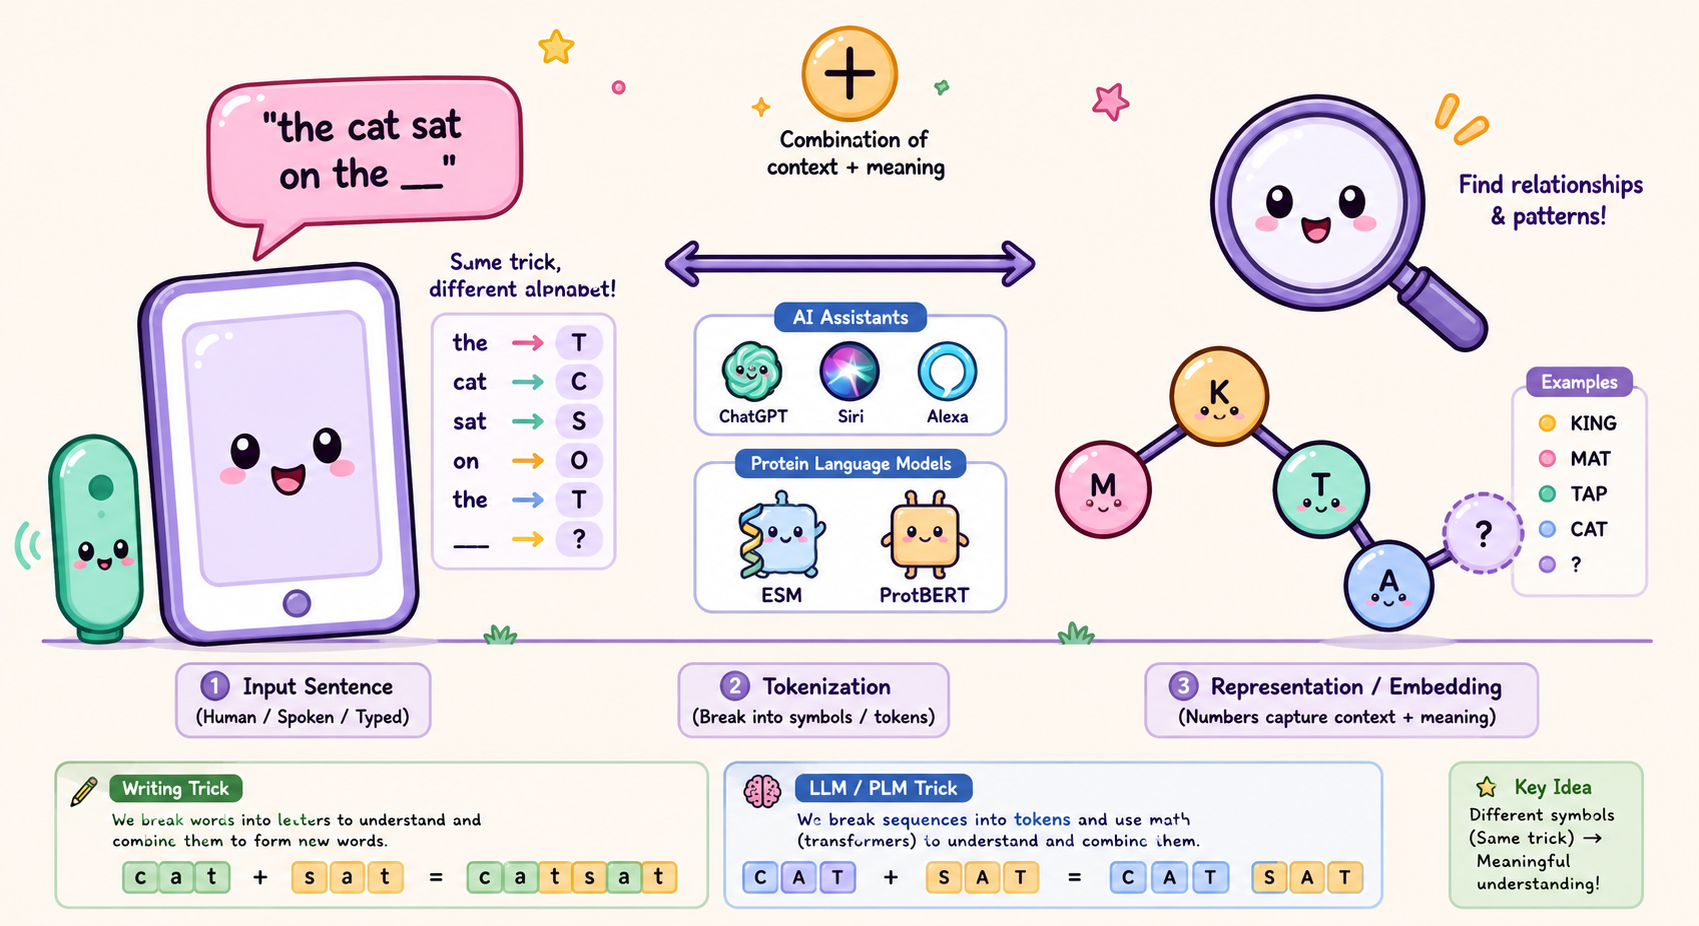 "the cat sat
on the __"
Same trick,
different alphabet!
the → T
cat → C
sat → S
on → O
the → T
___ → ?
+
Combination of
context + meaning
AI Assistants
ChatGPT
Siri
Alexa
Protein Language Models
ESM
ProtBERT
Find relationships
& patterns!
M
K
T
A
?
Examples
KING
MAT
TAP
CAT
?
1 Input Sentence
(Human / Spoken / Typed)
2 Tokenization
(Break into symbols / tokens)
3 Representation / Embedding
(Numbers capture context + meaning)
Writing Trick
We break words into letters to understand and
combine them to form new words.
c a t + s a t = c a t s a t
LLM / PLM Trick
We break sequences into tokens and use math
(transformers) to understand and combine them.
C A T + S A T = C A T S A T
Key Idea
Different symbols
(Same trick) →
Meaningful
understanding!